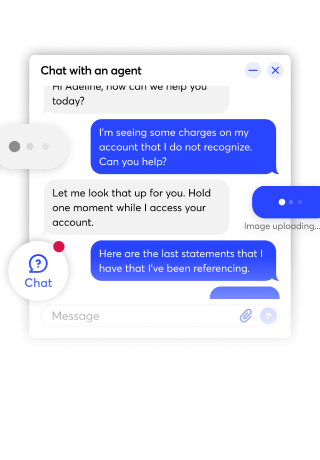 Chat with an agent
Hi Adeline, how can we help you
today?
I'm seeing some charges on my
account that I do not recognize.
Can you help?
Let me look that up for you. Hold
one moment while I access your
account.
Image uploading...
Here are the last statements that I
have that I've been referencing.
Chat
Message